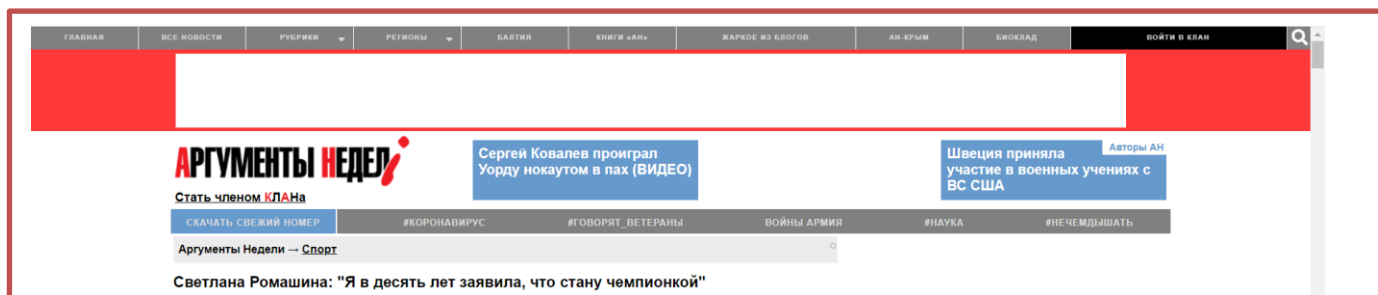 ГЛАВНАЯ ВСЕ НОВОСТИ РУБРИКИ РЕГИОНЫ БАЛТИЯ КНИГИ «АН» ЖАРКОЕ ИЗ БЛОГОВ АН-КРЫМ БИОКЛАД ВОЙТИ В КЛАН
АРГУМЕНТЫ НЕДЕЛИ
Стать членом КЛАНа
Сергей Ковалев проиграл
Уорду нокаутом в пах (ВИДЕО)
Авторы АН
Швеция приняла
участие в военных учениях с
ВС США
СКАЧАТЬ СВЕЖИЙ НОМЕР #КОРОНАВИРУС #ГОВОРЯТ_ВЕТЕРАНЫ ВОЙНЫ АРМИЯ #НАУКА #НЕЧЕМДЫШАТЬ
Аргументы Недели → Спорт
Светлана Ромашина: "Я в десять лет заявила, что стану чемпионкой"